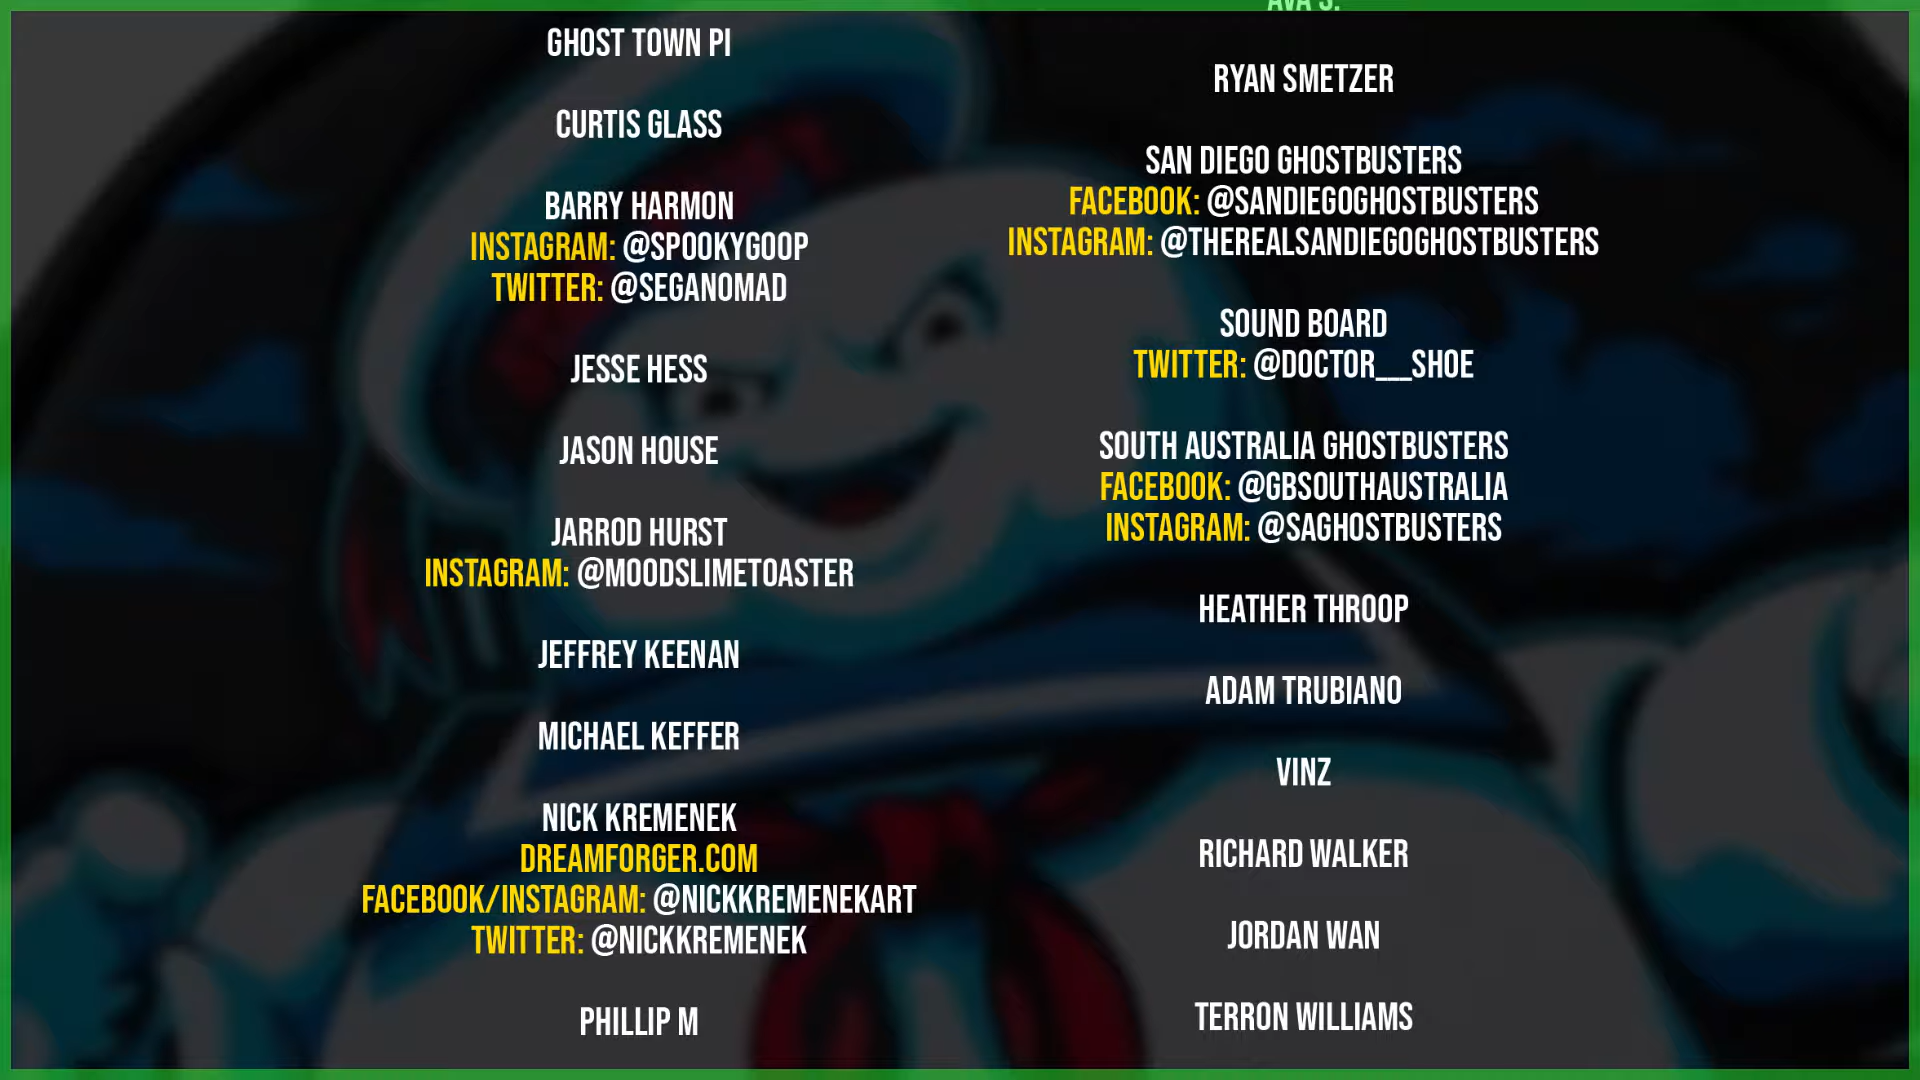 GHOST TOWN PI
CURTIS GLASS
BARRY HARMON
INSTAGRAM: @SPOOKYGOOP
TWITTER: @SEGANOMAD
JESSE HESS
JASON HOUSE
JARROD HURST
INSTAGRAM: @MOODSLIMETOASTER
JEFFREY KEENAN
MICHAEL KEFFER
NICK KREMENEK
DREAMFORGER.COM
FACEBOOK/INSTAGRAM: @NICKKREMENEKART
TWITTER: @NICKKREMENEK
PHILLIP M
AVA S.
RYAN SMETZER
SAN DIEGO GHOSTBUSTERS
FACEBOOK: @SANDIEGOGHOSTBUSTERS
INSTAGRAM: @THEREALSANDIEGOGHOSTBUSTERS
SOUND BOARD
TWITTER: @DOCTOR___SHOE
SOUTH AUSTRALIA GHOSTBUSTERS
FACEBOOK: @GBSOUTHAUSTRALIA
INSTAGRAM: @SAGHOSTBUSTERS
HEATHER THROOP
ADAM TRUBIANO
VINZ
RICHARD WALKER
JORDAN WAN
TERRON WILLIAMS